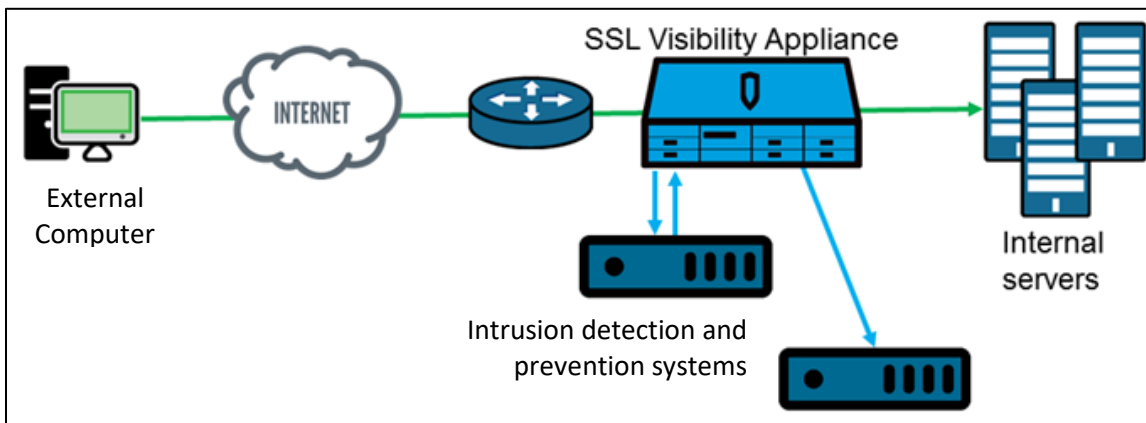 SSL Visibility Appliance
INTERNET
External
Computer
Internal
servers
Intrusion detection and
prevention systems